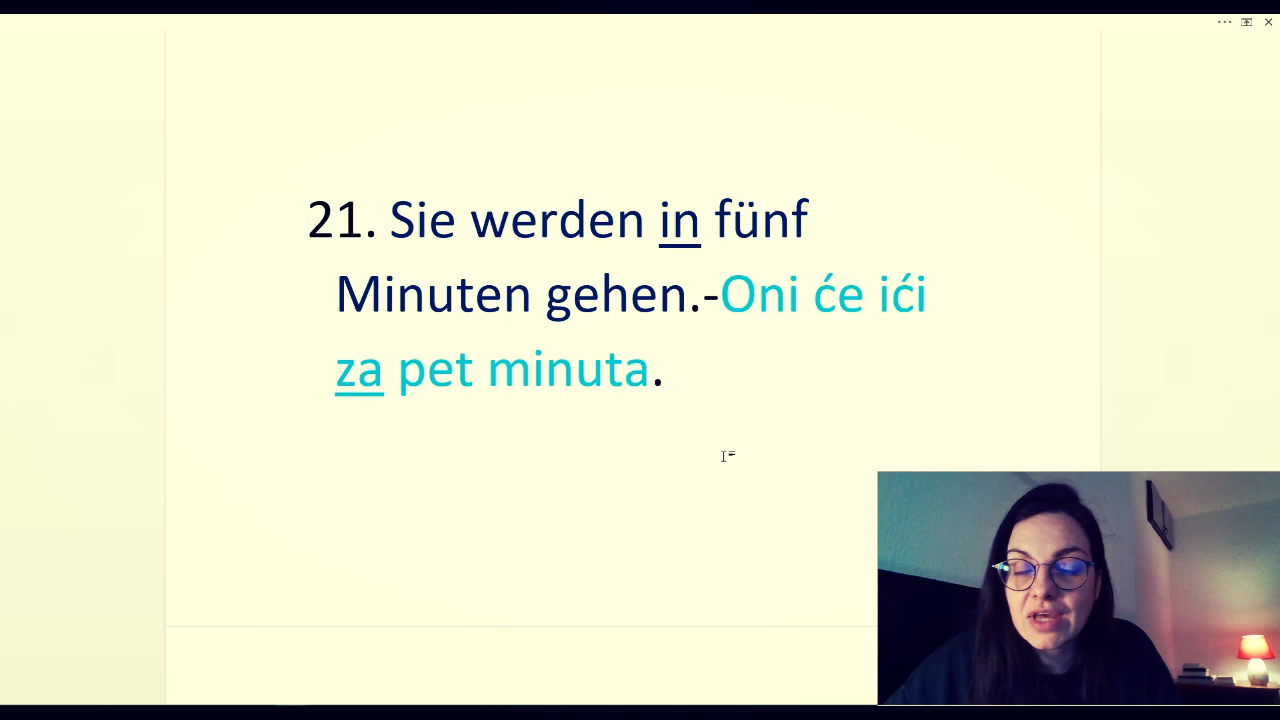 21. Sie werden in fünf
Minuten gehen.-Oni će ići
za pet minuta.